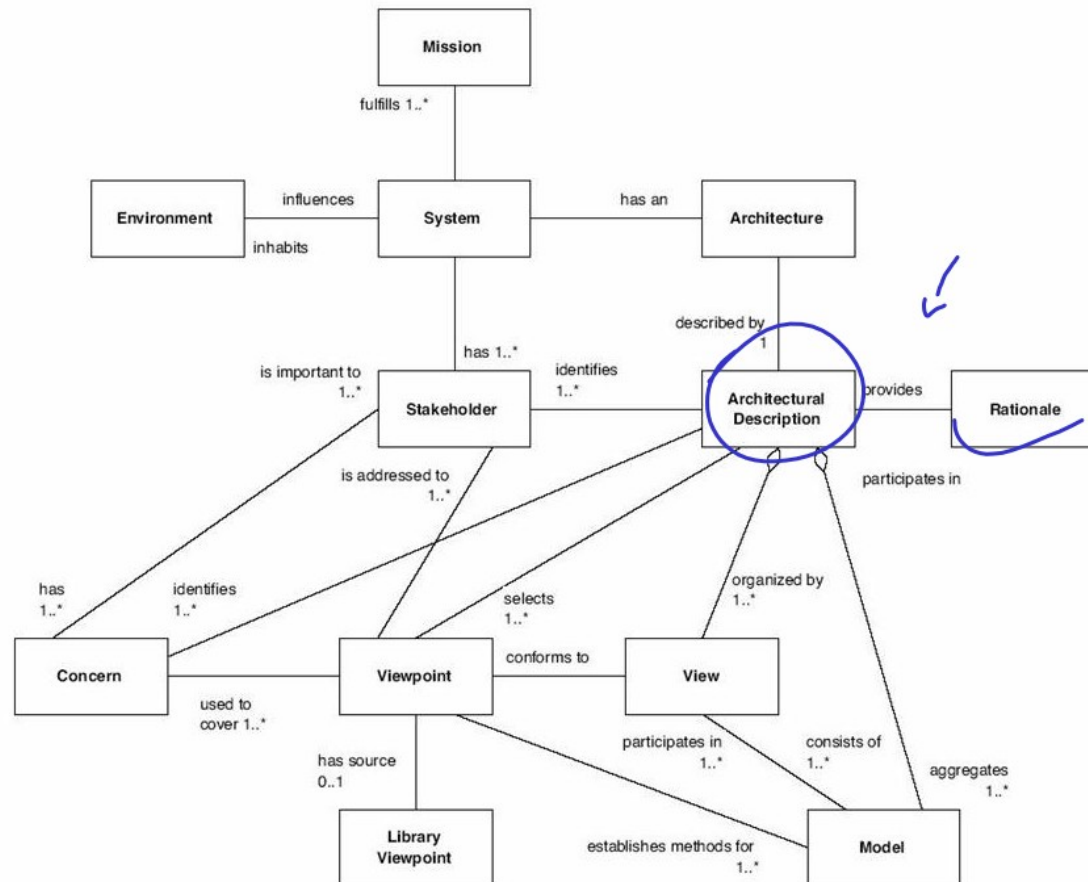 Mission
fulfills 1..*
Environment
influences
inhabits
System
has an
Architecture
described by
1
has 1..*
is important to
1..*
Stakeholder
identifies
1..*
Architectural
Description
provides
Rationale
is addressed to
1..*
participates in
has
1..*
identifies
1..*
selects
1..*
organized by
1..*
Concern
used to
cover 1..*
Viewpoint
conforms to
View
has source
0..1
participates in
1..*
consists of
1..*
aggregates
1..*
Library
Viewpoint
establishes methods for
1..*
Model